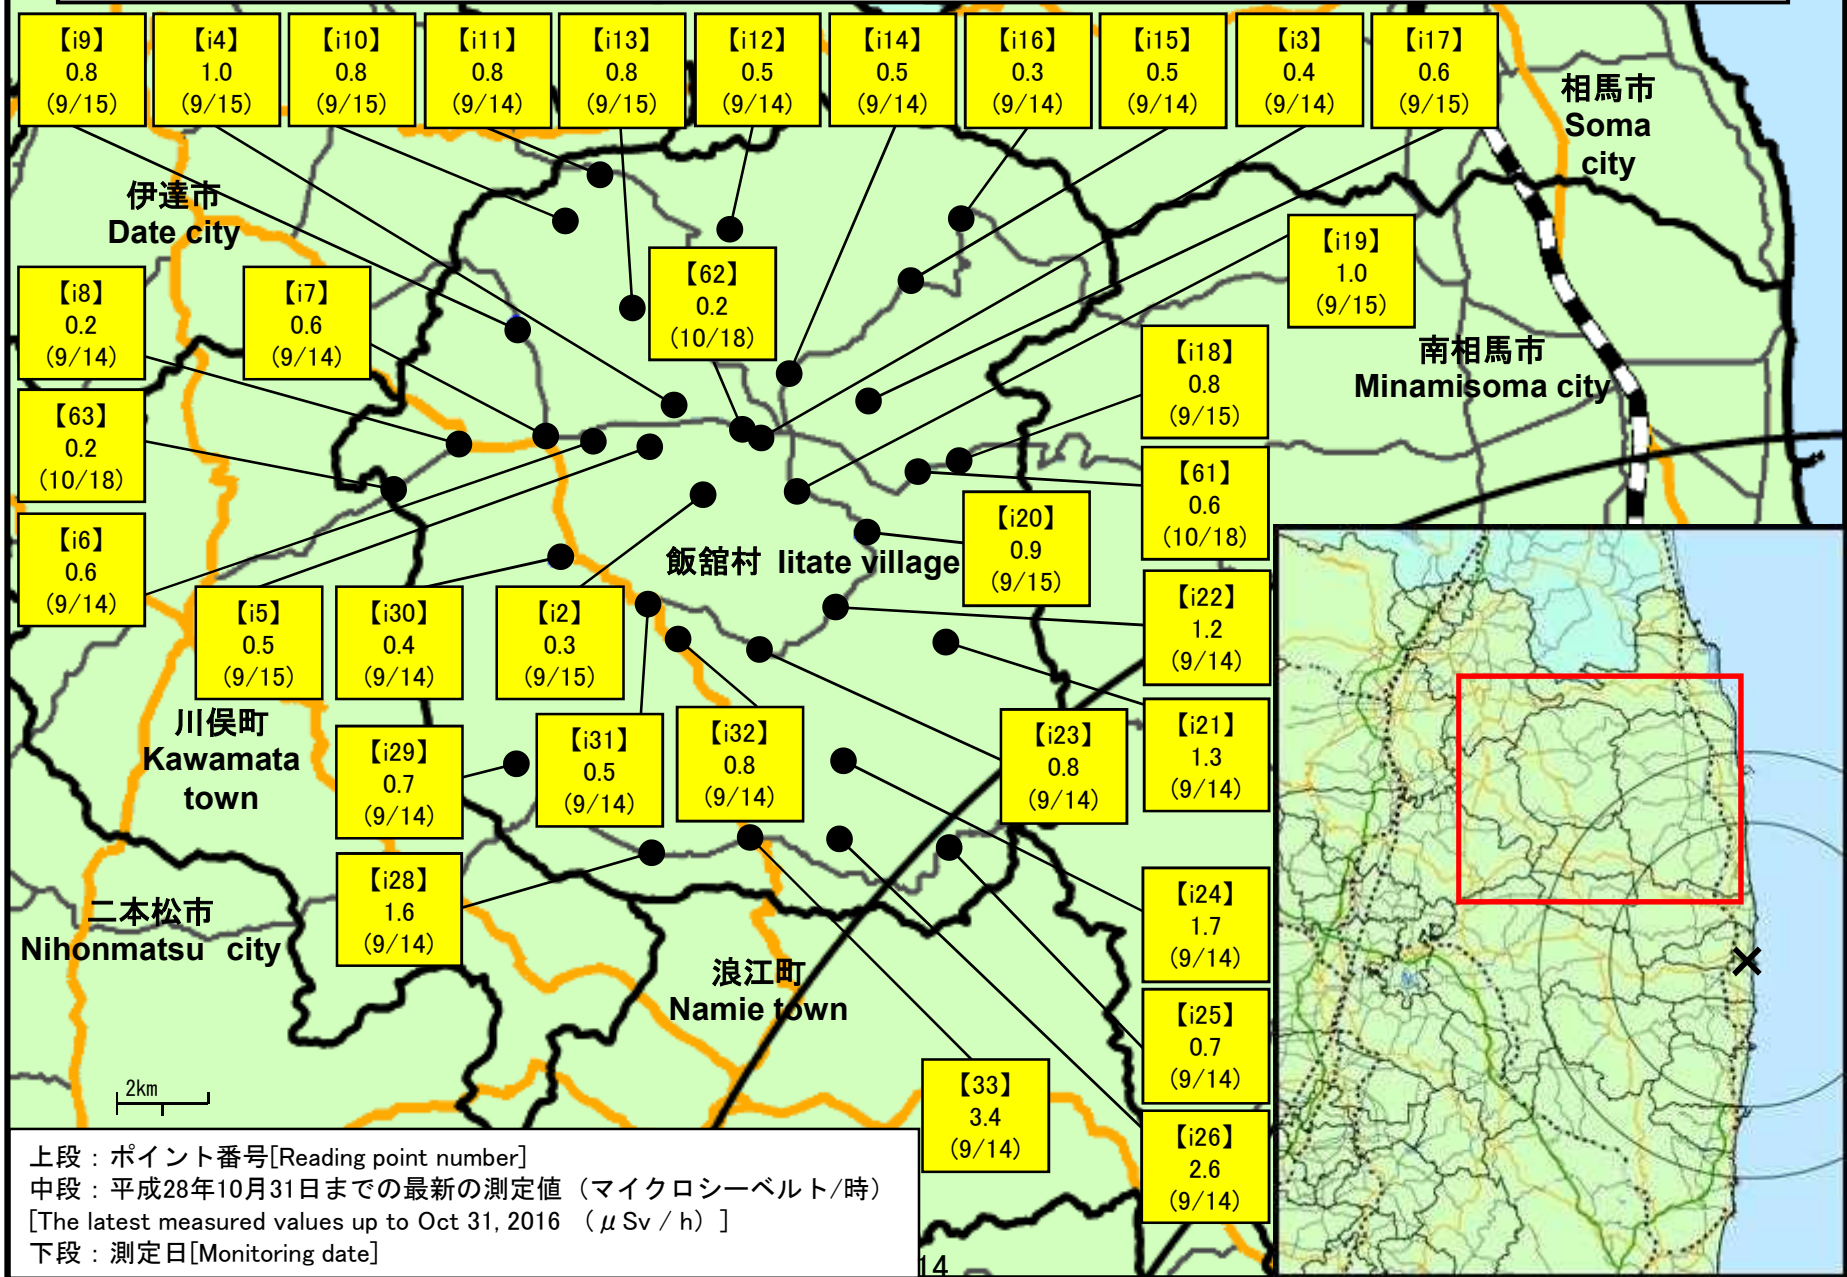 【i9】
0.8
(9/15)
【i4】
1.0
(9/15)
【i10】
0.8
(9/15)
【i11】
0.8
(9/14)
【i13】
0.8
(9/15)
【i12】
0.5
(9/14)
【i14】
0.5
(9/14)
【i16】
0.3
(9/14)
【i15】
0.5
(9/14)
【i3】
0.4
(9/14)
【i17】
0.6
(9/15)
相馬市
Soma
city
伊達市
Date city
【i19】
1.0
(9/15)
【62】
0.2
(10/18)
【i8】
0.2
(9/14)
【i7】
0.6
(9/14)
【i18】
0.8
(9/15)
南相馬市
Minamisoma city
【63】
0.2
(10/18)
【61】
0.6
(10/18)
【i20】
0.9
(9/15)
【i6】
0.6
(9/14)
飯舘村 Iitate village
【i5】
0.5
(9/15)
【i30】
0.4
(9/14)
【i2】
0.3
(9/15)
【i22】
1.2
(9/14)
川俣町
Kawamata
town
【i29】
0.7
(9/14)
【i31】
0.5
(9/14)
【i32】
0.8
(9/14)
【i23】
0.8
(9/14)
【i21】
1.3
(9/14)
【i28】
1.6
(9/14)
【i24】
1.7
(9/14)
二本松市
Nihonmatsu city
浪江町
Namie town
【i25】
0.7
(9/14)
【33】
3.4
(9/14)
【i26】
2.6
(9/14)
2km
上段：ポイント番号[Reading point number]
中段：平成28年10月31日までの最新の測定値（マイクロシーベルト/時）
[The latest measured values up to Oct 31, 2016 （μSv / h）]
下段：測定日[Monitoring date]
14